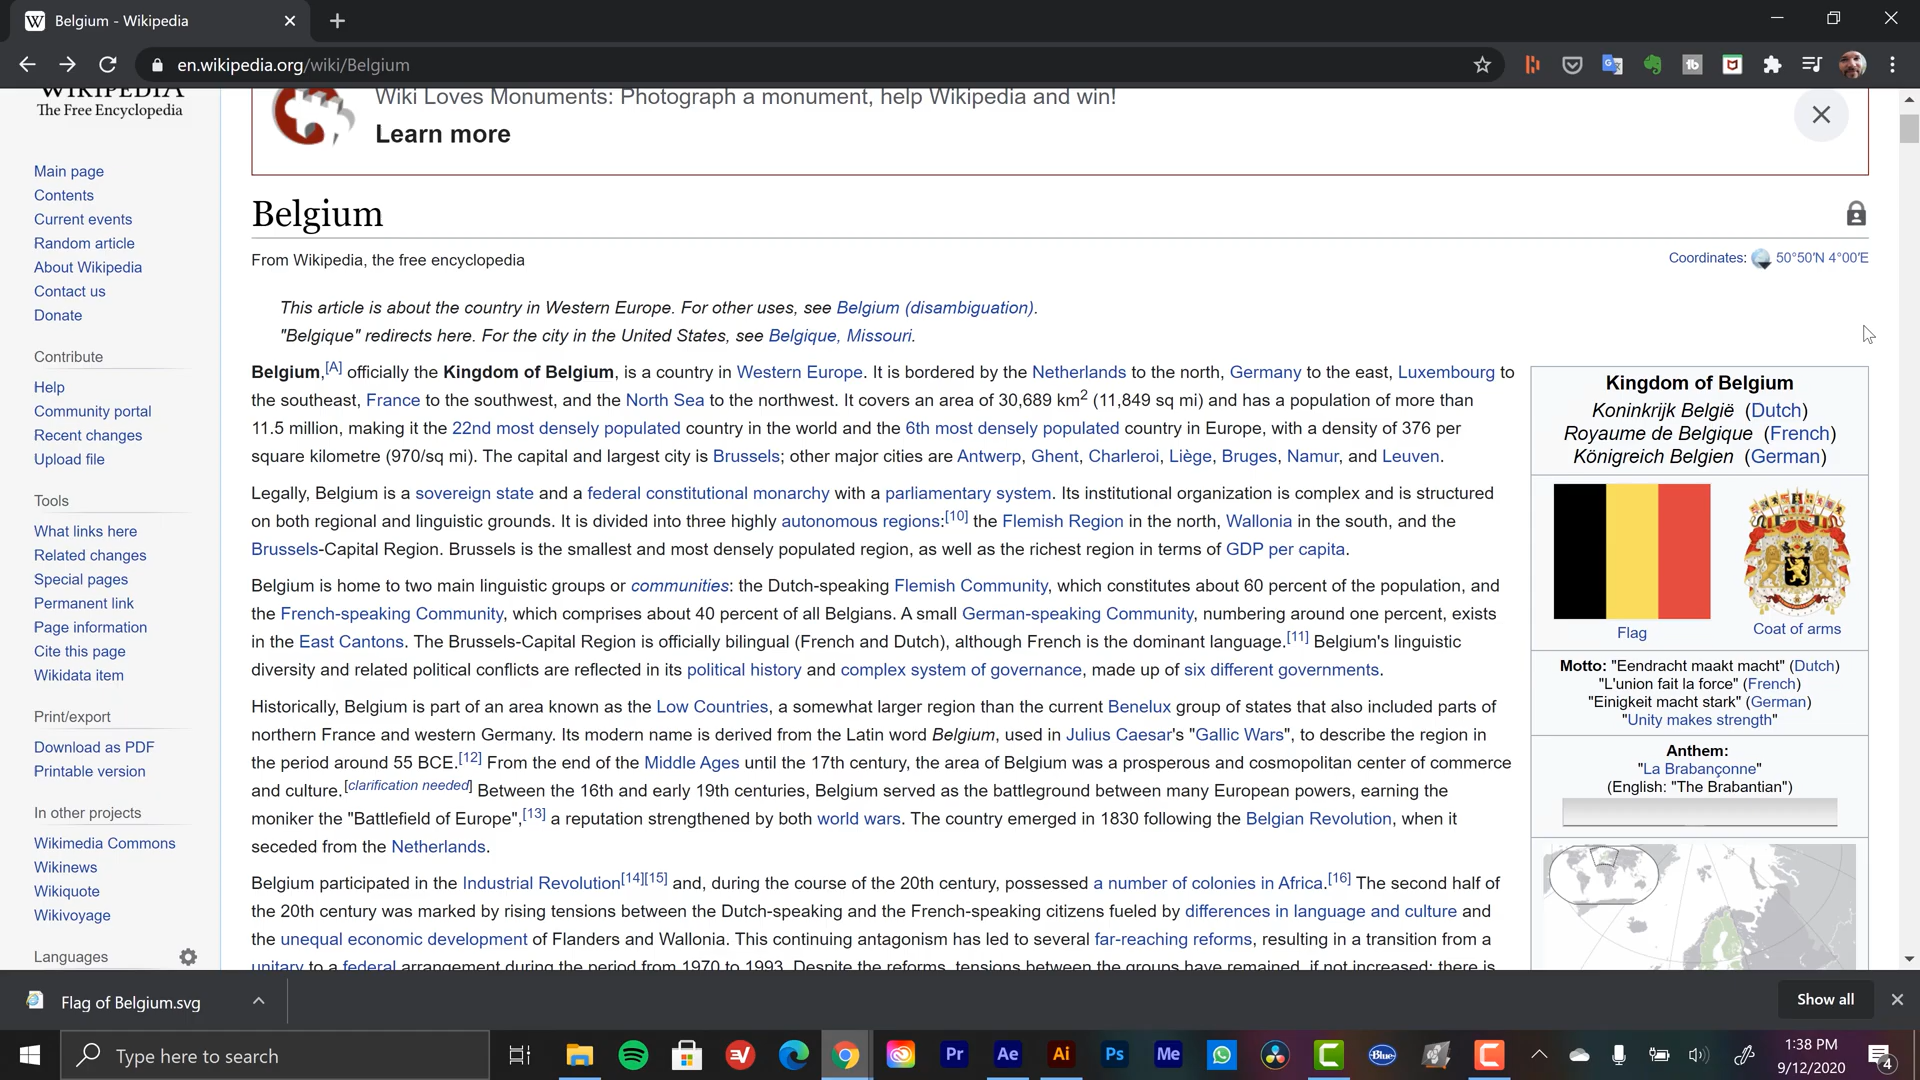 Belgium - Wikipedia
en.wikipedia.org/wiki/Belgium
WIKIPEDIA
The Free Encyclopedia
Main page
Contents
Current events
Random article
About Wikipedia
Contact us
Donate
Contribute
Help
Community portal
Recent changes
Upload file
Tools
What links here
Related changes
Special pages
Permanent link
Page information
Cite this page
Wikidata item
Print/export
Download as PDF
Printable version
In other projects
Wikimedia Commons
Wikinews
Wikiquote
Wikivoyage
Languages
Wiki Loves Monuments: Photograph a monument, help Wikipedia and win!
Learn more
Belgium
From Wikipedia, the free encyclopedia
Coordinates: 50°50′N 4°00′E
This article is about the country in Western Europe. For other uses, see Belgium (disambiguation).
"Belgique" redirects here. For the city in the United States, see Belgique, Missouri.
Belgium,[A] officially the Kingdom of Belgium, is a country in Western Europe. It is bordered by the Netherlands to the north, Germany to the east, Luxembourg to
the southeast, France to the southwest, and the North Sea to the northwest. It covers an area of 30,689 km2 (11,849 sq mi) and has a population of more than
11.5 million, making it the 22nd most densely populated country in the world and the 6th most densely populated country in Europe, with a density of 376 per
square kilometre (970/sq mi). The capital and largest city is Brussels; other major cities are Antwerp, Ghent, Charleroi, Liège, Bruges, Namur, and Leuven.
Legally, Belgium is a sovereign state and a federal constitutional monarchy with a parliamentary system. Its institutional organization is complex and is structured
on both regional and linguistic grounds. It is divided into three highly autonomous regions:[10] the Flemish Region in the north, Wallonia in the south, and the
Brussels-Capital Region. Brussels is the smallest and most densely populated region, as well as the richest region in terms of GDP per capita.
Belgium is home to two main linguistic groups or communities: the Dutch-speaking Flemish Community, which constitutes about 60 percent of the population, and
the French-speaking Community, which comprises about 40 percent of all Belgians. A small German-speaking Community, numbering around one percent, exists
in the East Cantons. The Brussels-Capital Region is officially bilingual (French and Dutch), although French is the dominant language.[11] Belgium's linguistic
diversity and related political conflicts are reflected in its political history and complex system of governance, made up of six different governments.
Historically, Belgium is part of an area known as the Low Countries, a somewhat larger region than the current Benelux group of states that also included parts of
northern France and western Germany. Its modern name is derived from the Latin word Belgium, used in Julius Caesar's "Gallic Wars", to describe the region in
the period around 55 BCE.[12] From the end of the Middle Ages until the 17th century, the area of Belgium was a prosperous and cosmopolitan center of commerce
and culture.[clarification needed] Between the 16th and early 19th centuries, Belgium served as the battleground between many European powers, earning the
moniker the "Battlefield of Europe",[13] a reputation strengthened by both world wars. The country emerged in 1830 following the Belgian Revolution, when it
seceded from the Netherlands.
Belgium participated in the Industrial Revolution[14][15] and, during the course of the 20th century, possessed a number of colonies in Africa.[16] The second half of
the 20th century was marked by rising tensions between the Dutch-speaking and the French-speaking citizens fueled by differences in language and culture and
the unequal economic development of Flanders and Wallonia. This continuing antagonism has led to several far-reaching reforms, resulting in a transition from a
unitary to a federal arrangement during the period from 1970 to 1993. Despite the reforms, tensions between the groups have remained, if not increased; there is
Kingdom of Belgium
Koninkrijk België (Dutch)
Royaume de Belgique (French)
Königreich Belgien (German)
Flag
Coat of arms
Motto: "Eendracht maakt macht" (Dutch)
"L'union fait la force" (French)
"Einigkeit macht stark" (German)
"Unity makes strength"
Anthem:
"La Brabançonne"
(English: "The Brabantian")
Flag of Belgium.svg
Show all
Type here to search
Pr
Ae
Ai
Ps
Me
Blue
1:38 PM
9/12/2020
4